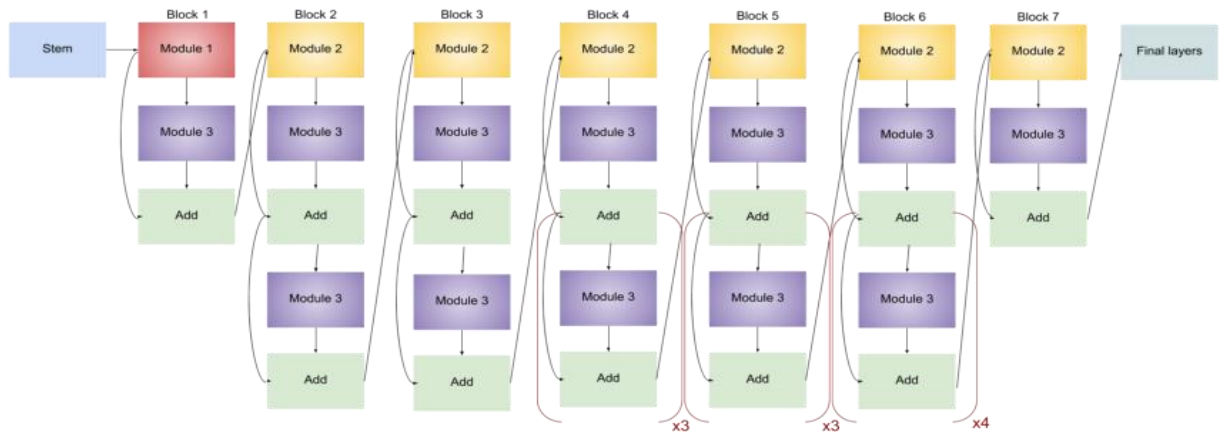 Block 1
Block 2
Block 3
Block 4
Block 5
Block 6
Block 7
Stem
Module 1
Module 2
Module 2
Module 2
Module 2
Module 2
Module 2
Final layers
Module 3
Module 3
Module 3
Module 3
Module 3
Module 3
Module 3
Add
Add
Add
Add
Add
Add
Add
Module 3
Module 3
Module 3
Module 3
Module 3
Add
Add
Add
Add
Add
x3
x3
x4